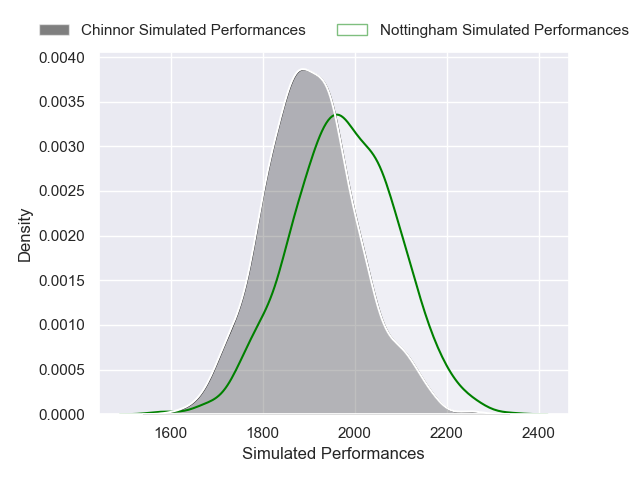 Chinnor Simulated Performances Nottingham Simulated Performances
0.0040
0.0035
0.0030
0.0025
0.0020
0.0015
0.0010
0.0005
0.0000
Density
1600 1800 2000 2200 2400
Simulated Performances